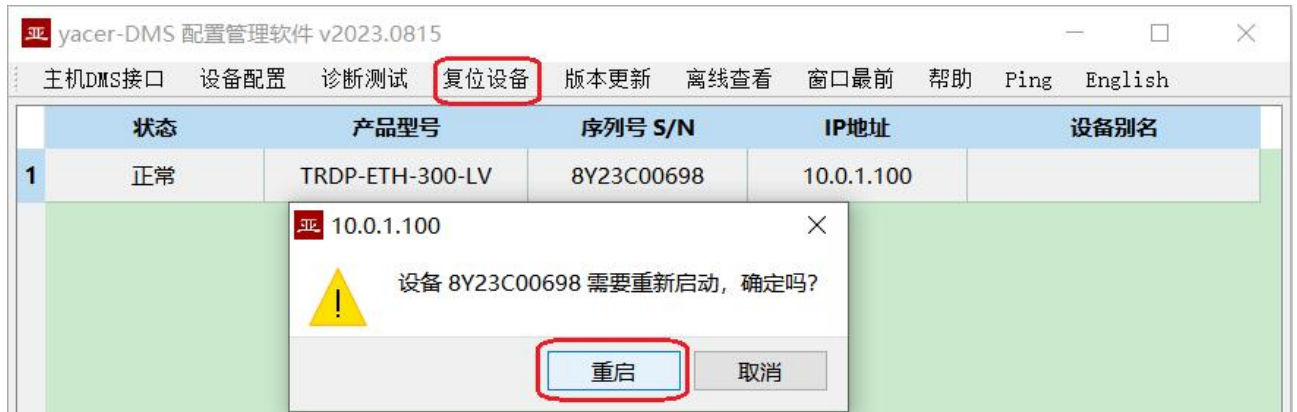 亚 yacer-DMS 配置管理软件 v2023.0815
主机DMS接口 设备配置 诊断测试 复位设备 版本更新 离线查看 窗口最前 帮助 Ping English
状态 产品型号 序列号 S/N IP地址 设备别名
1 正常 TRDP-ETH-300-LV 8Y23C00698 10.0.1.100
亚 10.0.1.100
设备 8Y23C00698 需要重新启动，确定吗?
重启 取消